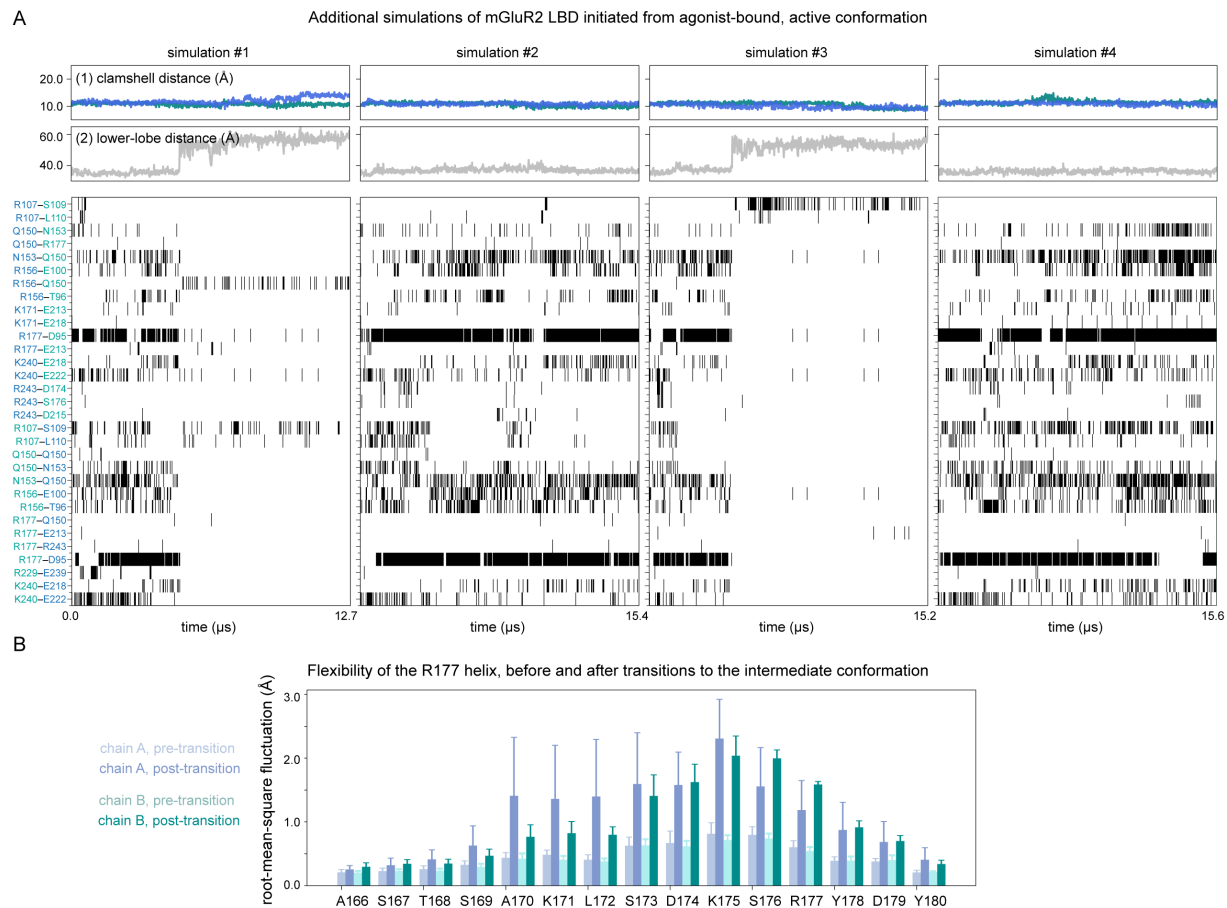 A
Additional simulations of mGluR2 LBD initiated from agonist-bound, active conformation
simulation #1
simulation #2
simulation #3
simulation #4
20.0
10.0
(1) clamshell distance (Å)
60.0
40.0
(2) lower-lobe distance (Å)
R107–S109
R107–L110
Q150–N153
Q150–R177
N153–Q150
R156–E100
R156–Q150
R156–T96
K171–E213
K171–E218
R177–D95
R177–E213
K240–E218
K240–E222
R243–D174
R243–S176
R243–D215
R107–S109
R107–L110
Q150–Q150
Q150–N153
N153–Q150
R156–E100
R156–T96
R177–Q150
R177–E213
R177–R243
R177–D95
R229–E239
K240–E218
K240–E222
0.0
12.7
15.4
15.2
15.6
time (µs)
time (µs)
time (µs)
time (µs)
B
Flexibility of the R177 helix, before and after transitions to the intermediate conformation
root-mean-square fluctuation (Å)
3.0
2.0
1.0
0.0
chain A, pre-transition
chain A, post-transition
chain B, pre-transition
chain B, post-transition
A166 S167 T168 S169 A170 K171 L172 S173 D174 K175 S176 R177 Y178 D179 Y180